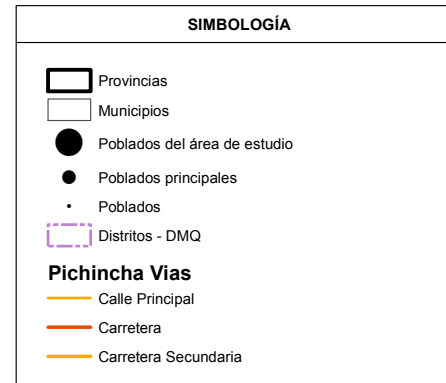 SIMBOLOGÍA
Provincias
Municipios
Poblados del área de estudio
Poblados principales
Poblados
Distritos - DMQ
Pichincha Vias
Calle Principal
Carretera
Carretera Secundaria